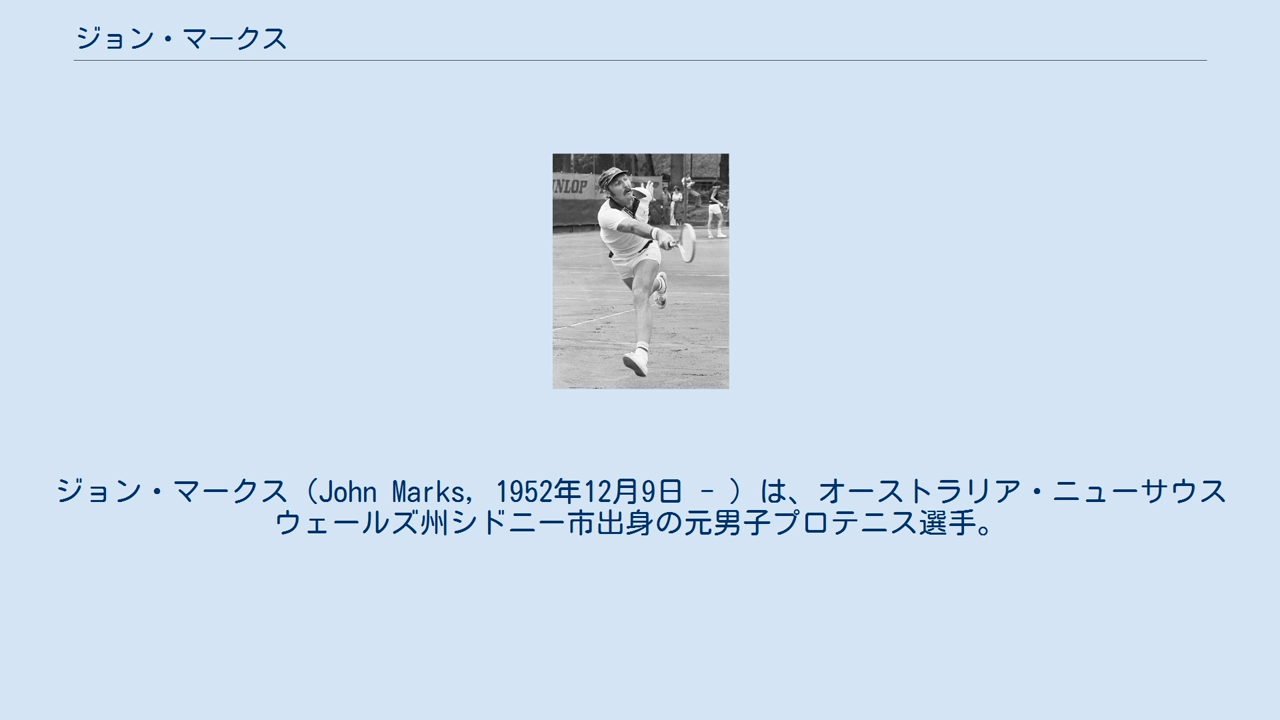 ジョン・マークス
NLOP
ジョン・マークス（John Marks, 1952年12月9日 - ）は、オーストラリア・ニューサウス
ウェールズ州シドニー市出身の元男子プロテニス選手。